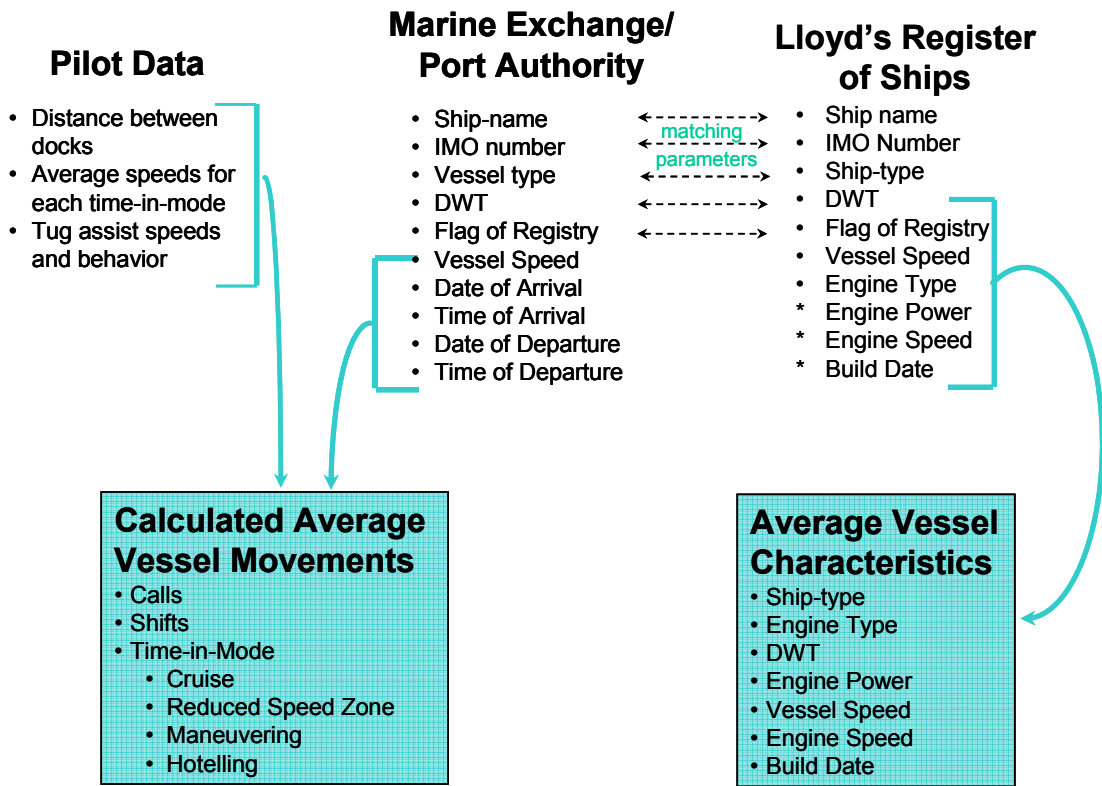 Pilot Data
• Distance between
docks
• Average speeds for
each time-in-mode
• Tug assist speeds
and behavior
Marine Exchange/
Port Authority
• Ship-name
• IMO number
• Vessel type
• DWT
• Flag of Registry
• Vessel Speed
• Date of Arrival
• Time of Arrival
• Date of Departure
• Time of Departure
matching
parameters
Lloyd's Register
of Ships
• Ship name
• IMO Number
• Ship-type
• DWT
• Flag of Registry
• Vessel Speed
• Engine Type
* Engine Power
* Engine Speed
* Build Date
Calculated Average
Vessel Movements
• Calls
• Shifts
• Time-in-Mode
• Cruise
• Reduced Speed Zone
• Maneuvering
• Hotelling
Average Vessel
Characteristics
• Ship-type
• Engine Type
• DWT
• Engine Power
• Vessel Speed
• Engine Speed
• Build Date